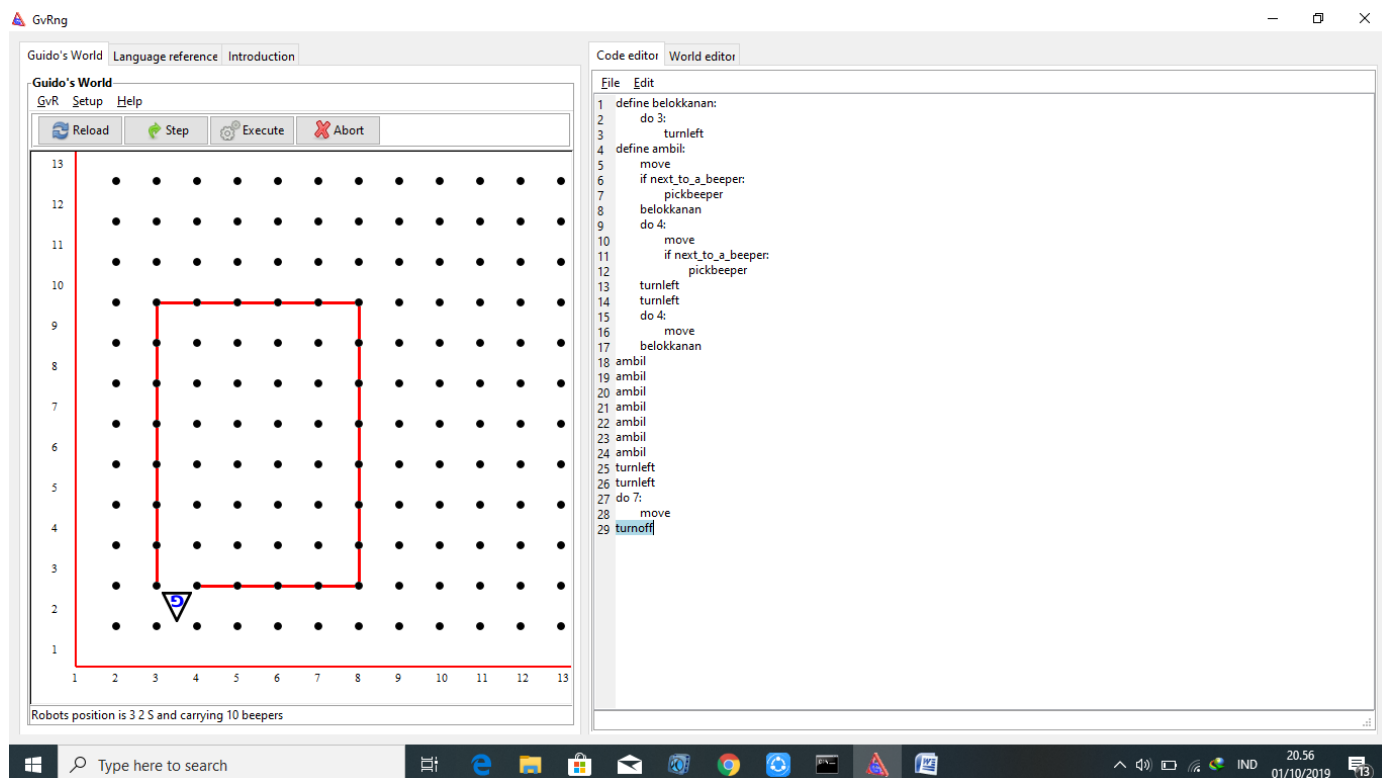 GvRng
Guido's World Language reference Introduction
Guido's World
GvR Setup Help
Reload Step Execute Abort
13
12
11
10
9
8
7
6
5
4
3
2
1
1 2 3 4 5 6 7 8 9 10 11 12 13
G
Robots position is 3 2 S and carrying 10 beepers
Code editor World editor
File Edit
1 define belokkanan:
2 do 3:
3 turnleft
4 define ambil:
5 move
6 if next_to_a_beeper:
7 pickbeeper
8 belokkanan
9 do 4:
10 move
11 if next_to_a_beeper:
12 pickbeeper
13 turnleft
14 turnleft
15 do 4:
16 move
17 belokkanan
18 ambil
19 ambil
20 ambil
21 ambil
22 ambil
23 ambil
24 ambil
25 turnleft
26 turnleft
27 do 7:
28 move
29 turnoff
Type here to search
IND
20.56
01/10/2019
13